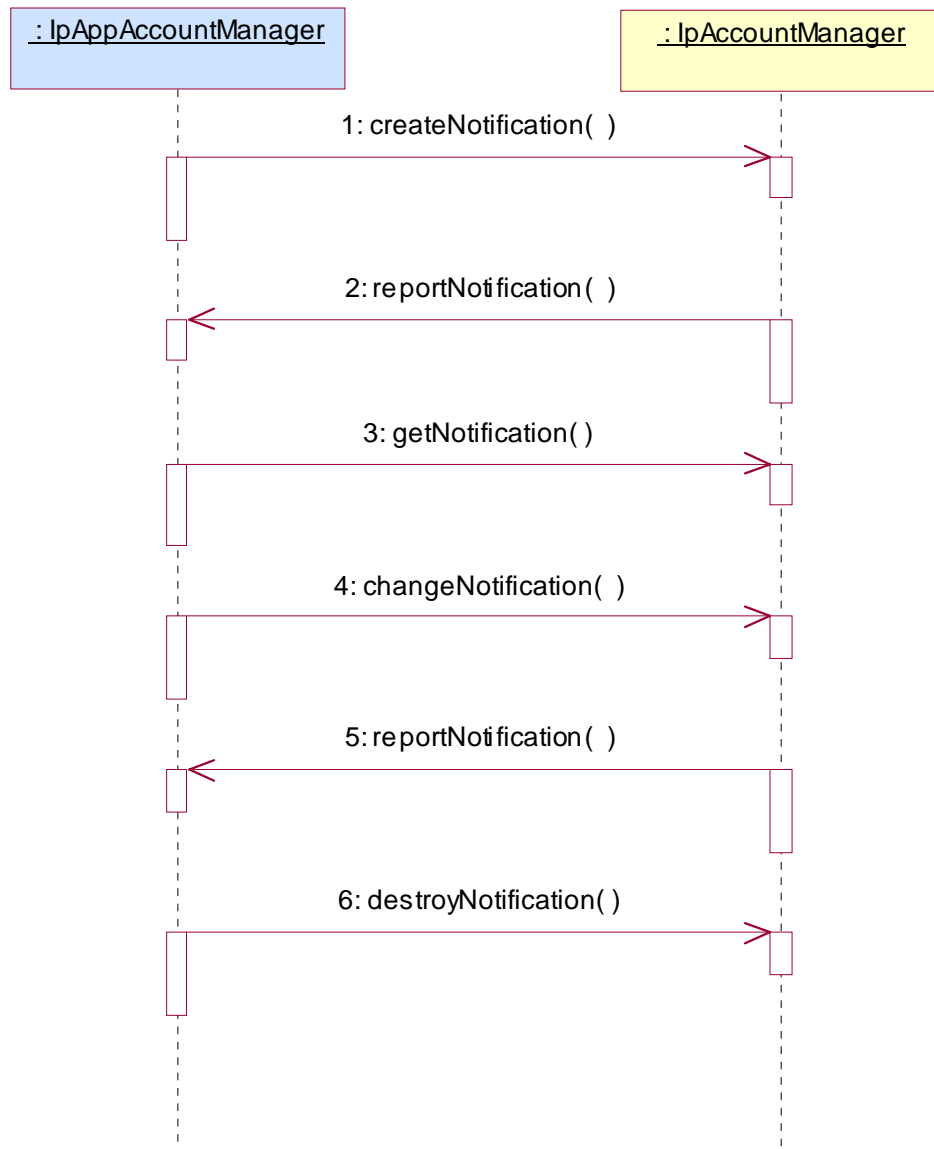 : IpAppAccountManager
: IpAccountManager
1: createNotification( )
2: reportNotification( )
3: getNotification( )
4: changeNotification( )
5: reportNotification( )
6: destroyNotification( )